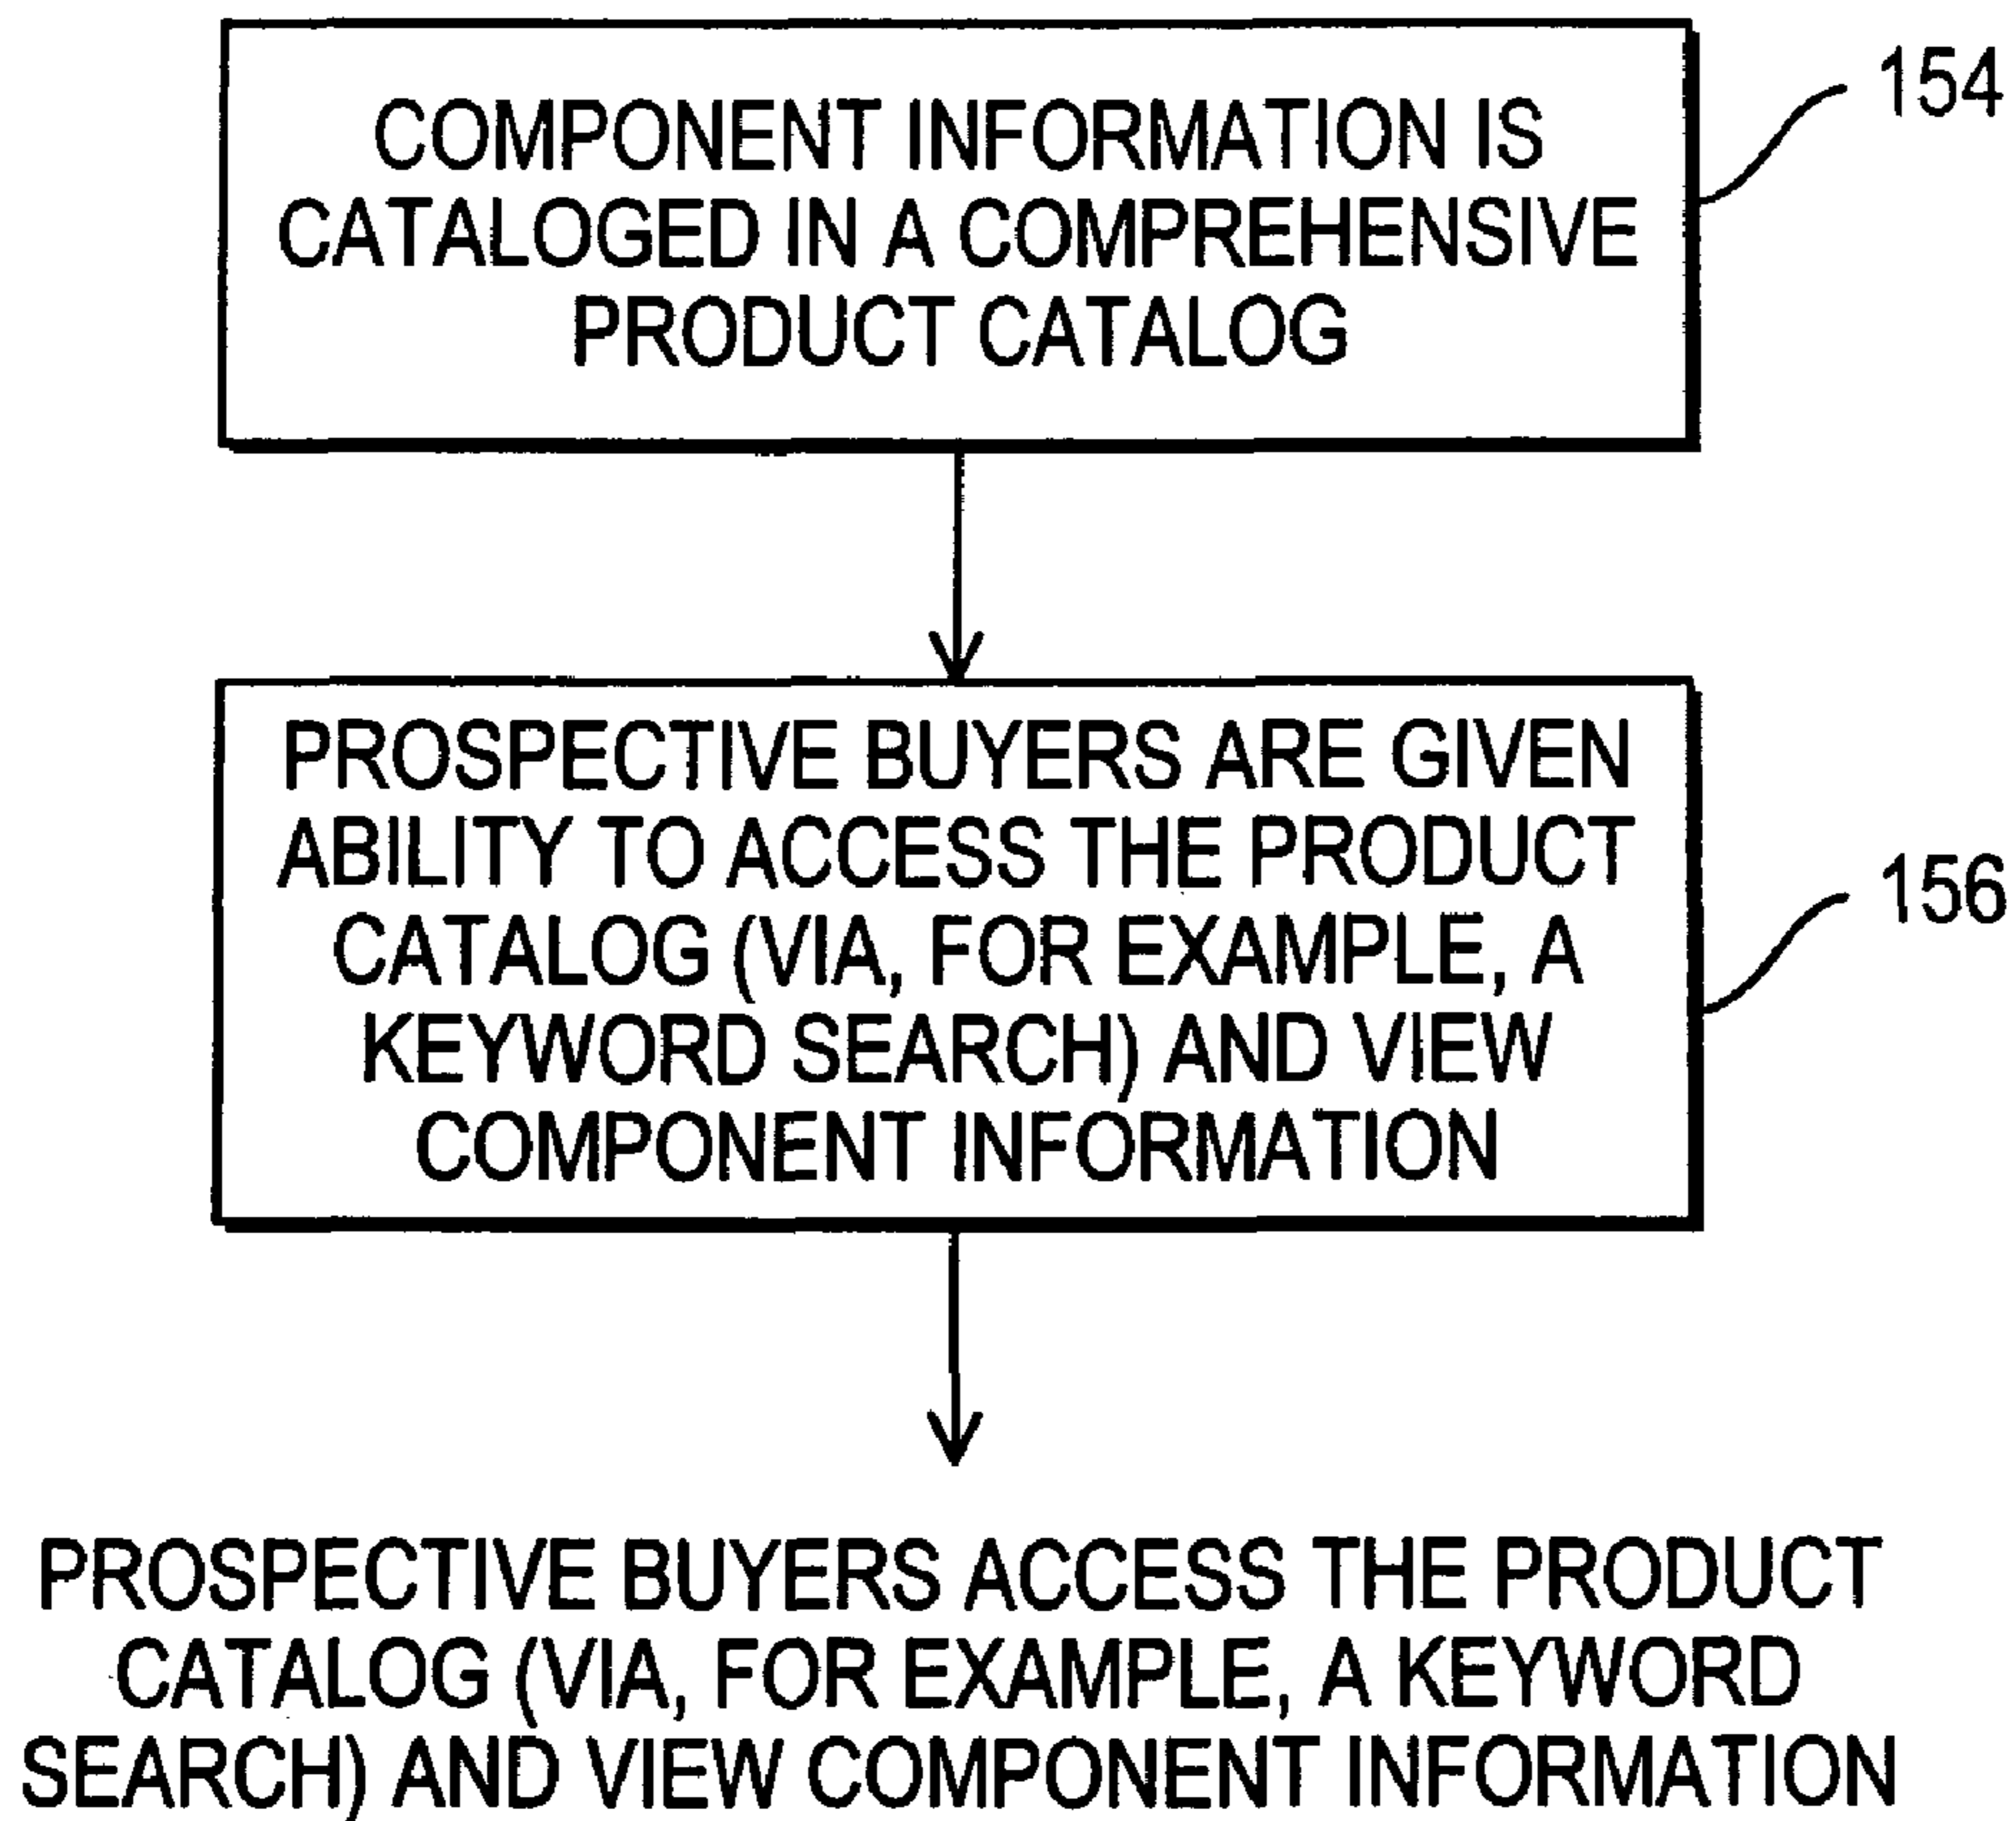 COMPONENT INFORMATION IS
CATALOGED IN A COMPREHENSIVE
PRODUCT CATALOG
154
PROSPECTIVE BUYERS ARE GIVEN
ABILITY TO ACCESS THE PRODUCT
CATALOG (VIA, FOR EXAMPLE, A
KEYWORD SEARCH) AND VIEW
COMPONENT INFORMATION
156
PROSPECTIVE BUYERS ACCESS THE PRODUCT
CATALOG (VIA, FOR EXAMPLE, A KEYWORD
SEARCH) AND VIEW COMPONENT INFORMATION